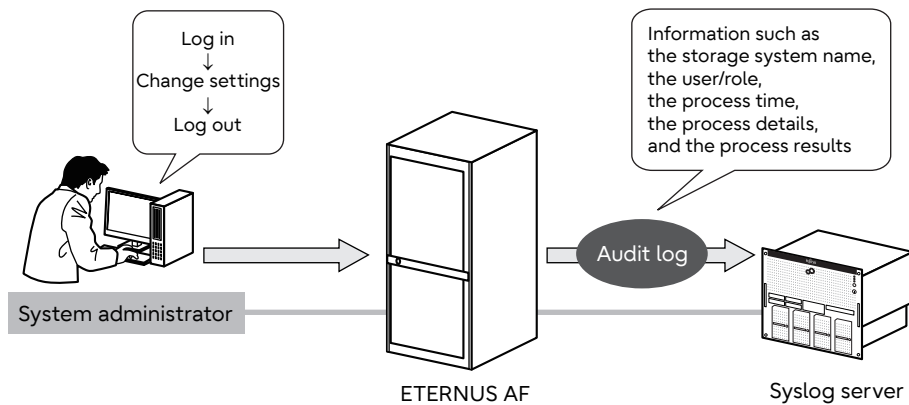 Log in
↓
Change settings
↓
Log out
Information such as
the storage system name,
the user/role,
the process time,
the process details,
and the process results
Audit log
System administrator
ETERNUS AF
Syslog server